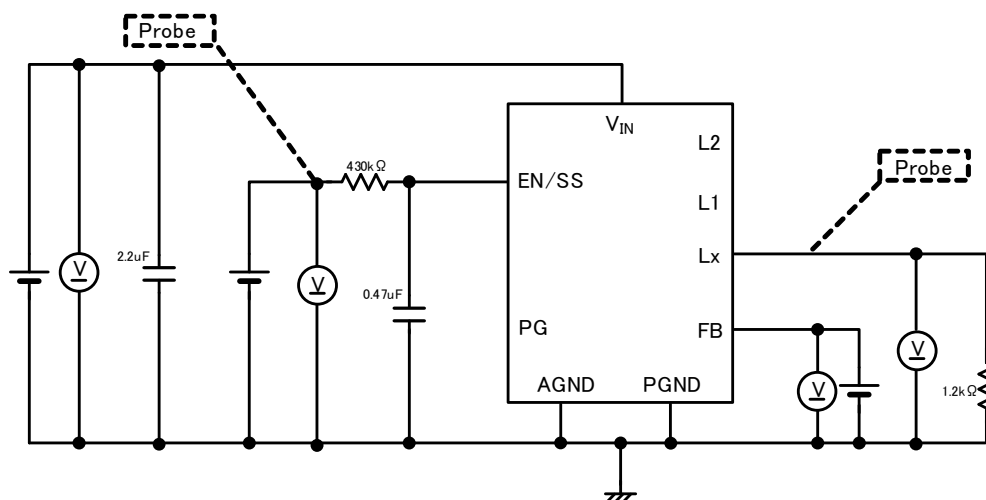 Probe
V_IN
L2
Probe
430kΩ
EN/SS
L1
Lx
V
2.2uF
V
0.47uF
PG
FB
V
V
1.2kΩ
AGND
PGND